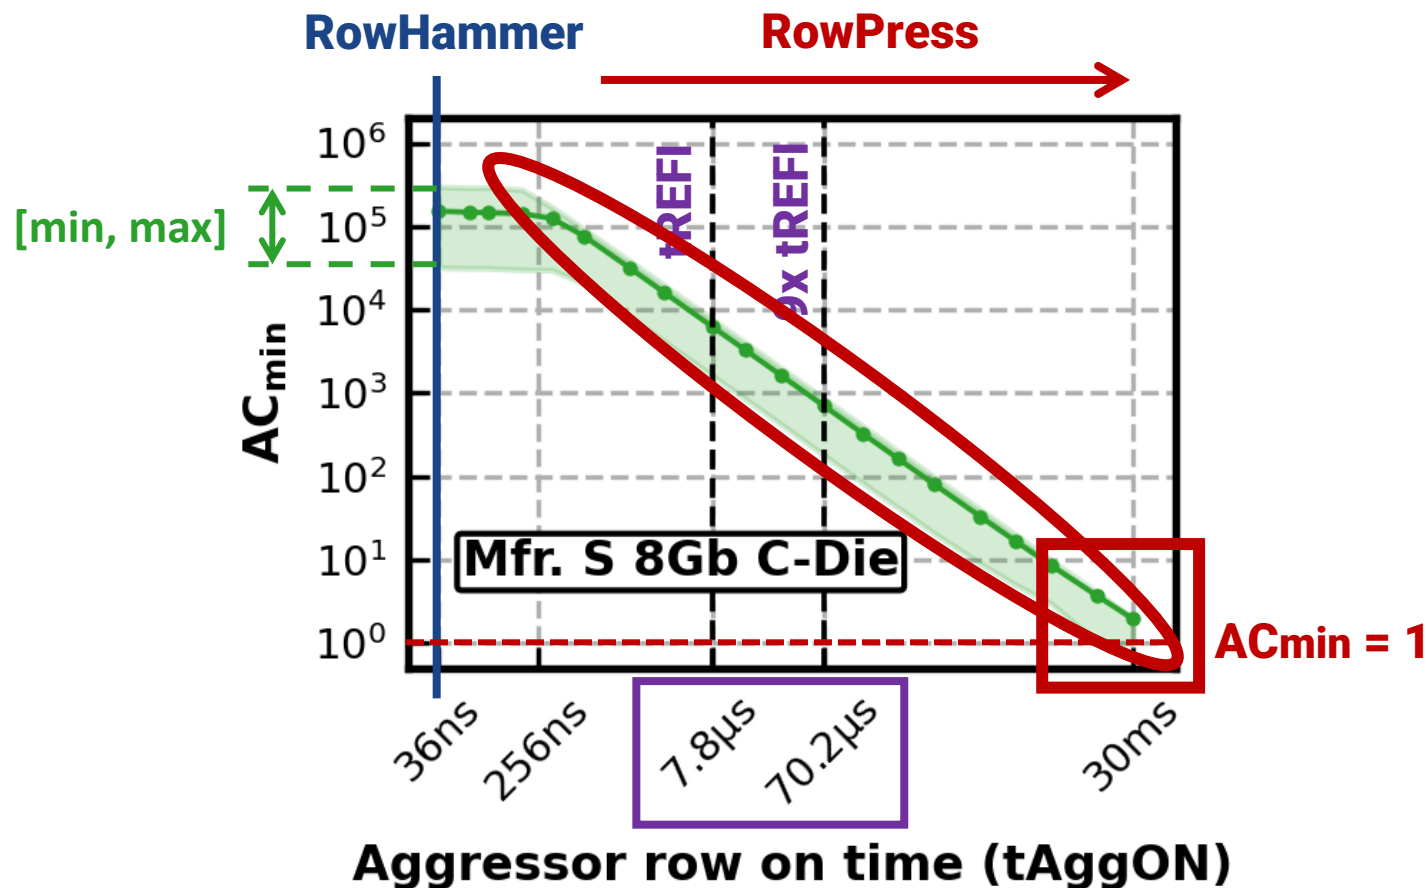 RowHammer
RowPress
[min, max]
ACmin
10⁶
10⁵
10⁴
10³
10²
10¹
10⁰
tREFI
9x tREFI
Mfr. S 8Gb C-Die
ACmin = 1
36ns
256ns
7.8µs
70.2µs
30ms
Aggressor row on time (tAggON)